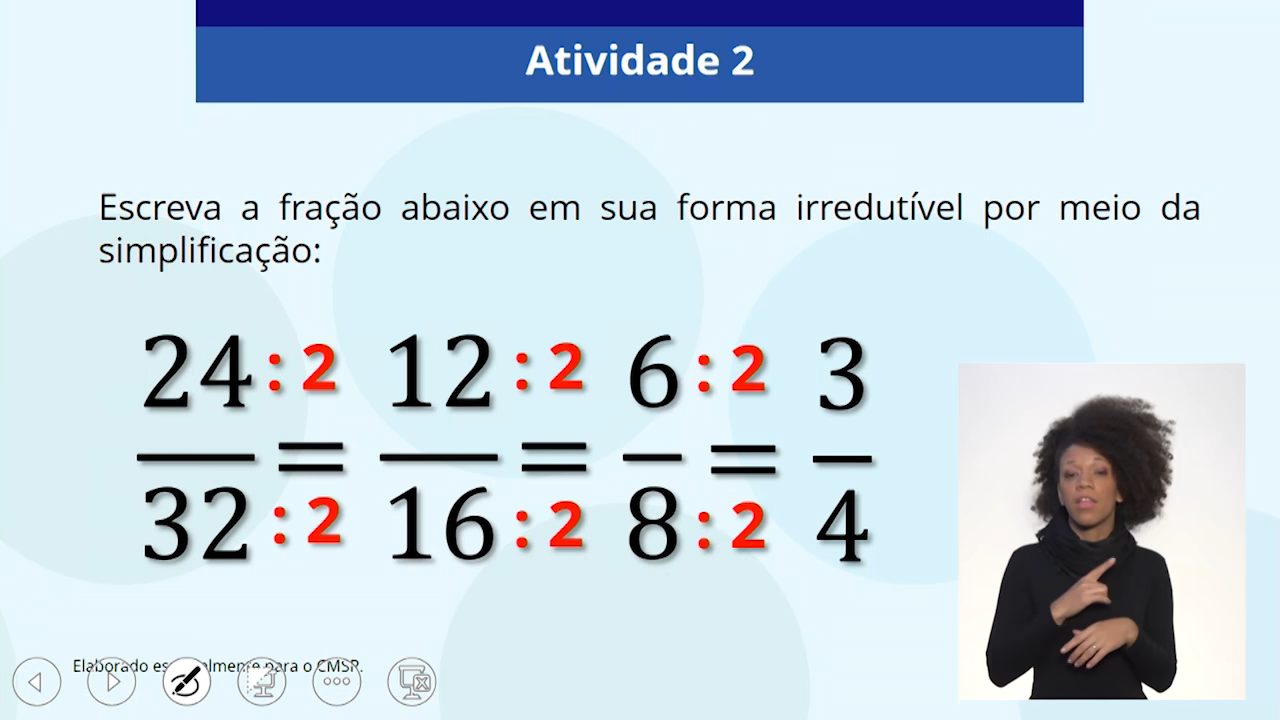 Atividade 2
Escreva a fração abaixo em sua forma irredutível por meio da
simplificação:
24 : 2 12 : 2 6 : 2 3
= = =
32 : 2 16 : 2 8 : 2 4
Elaborado para o CMSP.